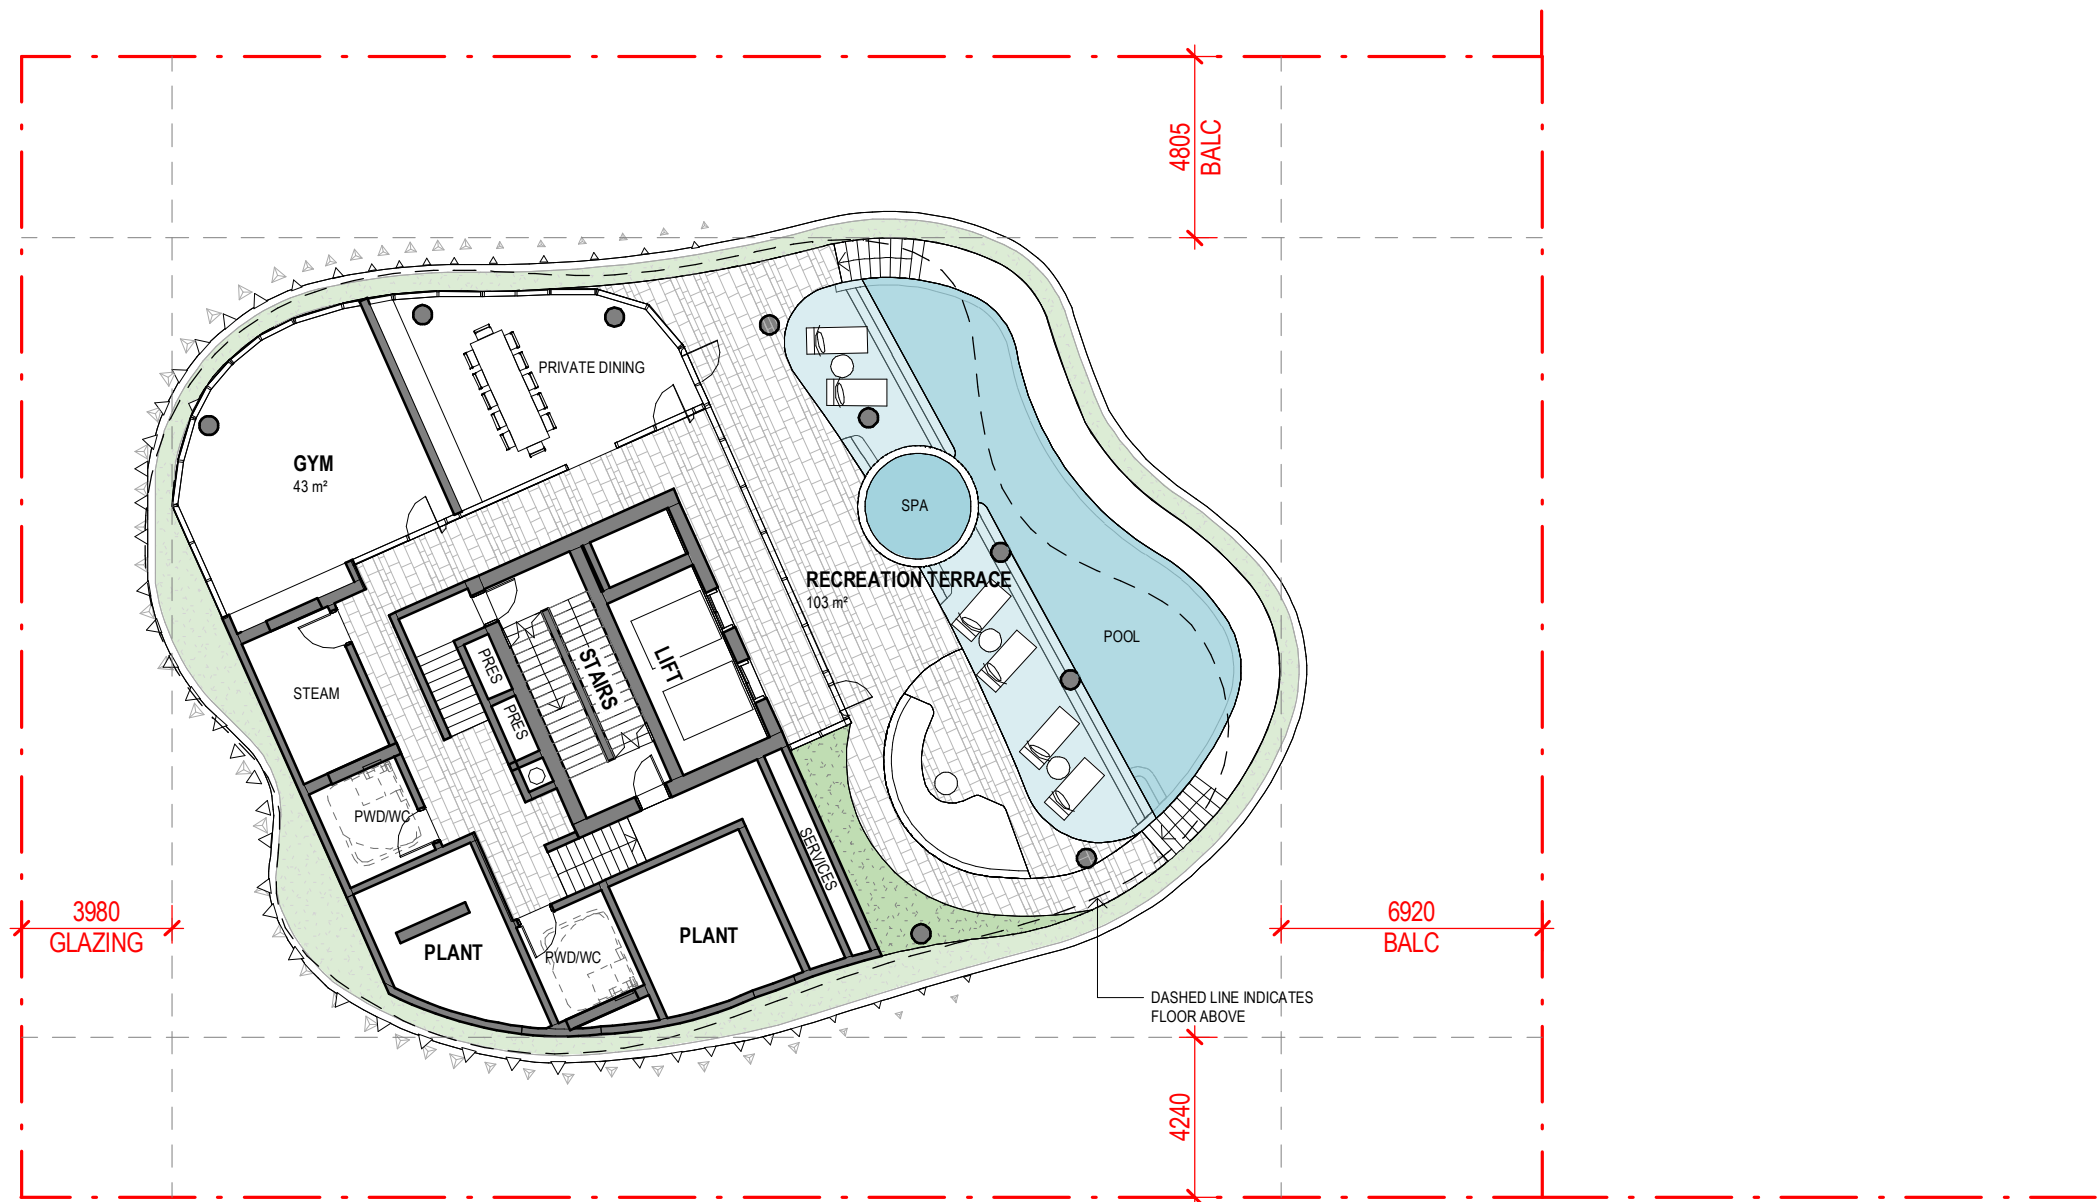 4805
BALC
PRIVATE DINING
GYM
43 m²
SPA
RECREATION TERRACE
103 m²
POOL
PRES
PRES
STAIRS
LIFT
STEAM
PWD/WC
SERVICES
3980
GLAZING
PLANT
PWD/WC
PLANT
6920
BALC
DASHED LINE INDICATES
FLOOR ABOVE
4240